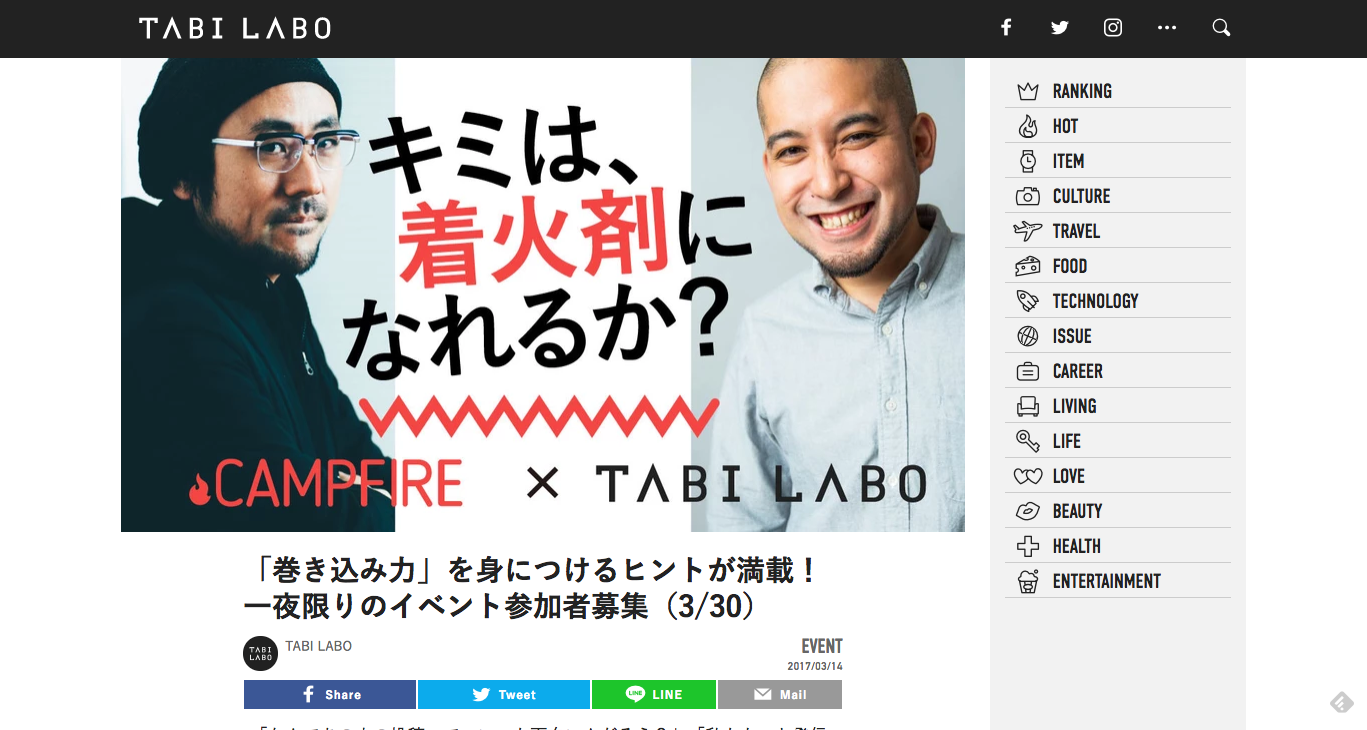 TABI LABO
キミは、
着火剤に
なれるか?
CAMPFIRE × TABI LABO
「巻き込み力」を身につけるヒントが満載！
一夜限りのイベント参加者募集（3/30）
TABI LABO
TABI LABO
EVENT
2017/03/14
Share
Tweet
LINE LINE
Mail
RANKING
HOT
ITEM
CULTURE
TRAVEL
FOOD
TECHNOLOGY
ISSUE
CAREER
LIVING
LIFE
LOVE
BEAUTY
HEALTH
ENTERTAINMENT